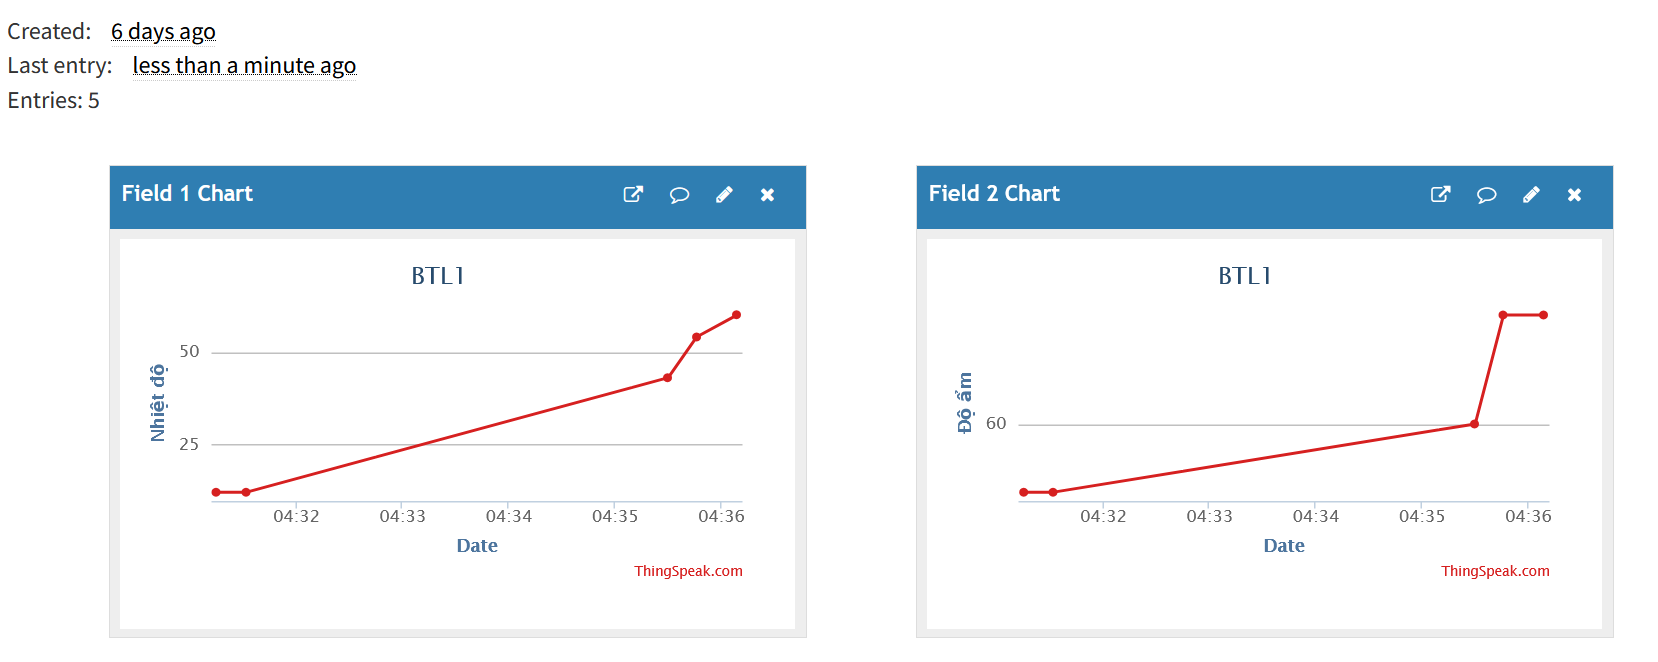 Created: 6 days ago
Last entry: less than a minute ago
Entries: 5
Field 1 Chart
BTL1
Nhiệt độ
50
25
04:32 04:33 04:34 04:35 04:36
Date
ThingSpeak.com
Field 2 Chart
BTL1
Độ ẩm
60
04:32 04:33 04:34 04:35 04:36
Date
ThingSpeak.com